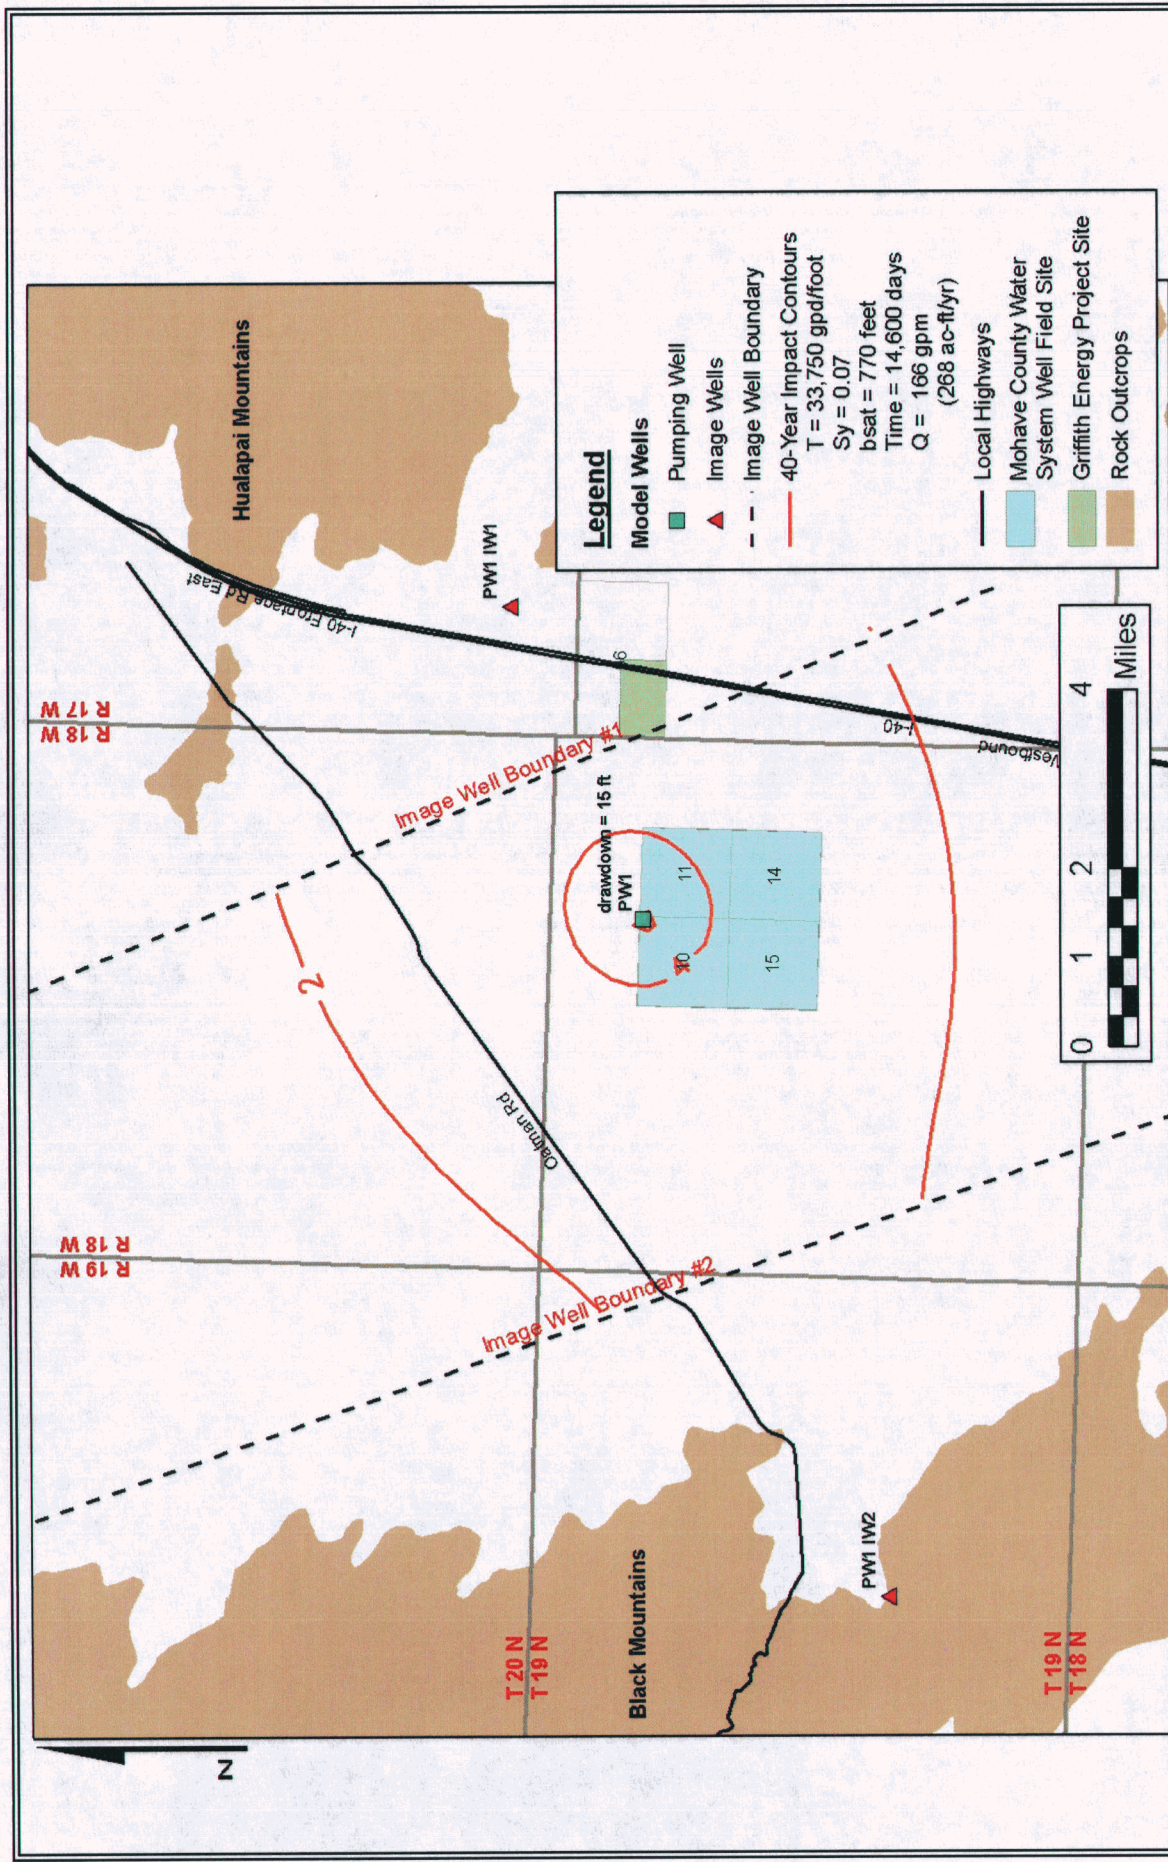 Hualapai Mountains
I-40 Frontage Rd East
R 17 W
R 18 W
R 18 W
R 19 W
2
Image Well Boundary #1
PW1 IW1
6
Oatman Rd
drawdown = 15 ft
PW1
11
10
14
15
I-40
Westbound
Image Well Boundary #2
T 20 N
T 19 N
Black Mountains
PW1 IW2
T 19 N
T 18 N
N
Legend
Model Wells
Pumping Well
Image Wells
Image Well Boundary
40-Year Impact Contours
T = 33,750 gpd/foot
Sy = 0.07
bsat = 770 feet
Time = 14,600 days
Q = 166 gpm
(268 ac-ft/yr)
Local Highways
Mohave County Water
System Well Field Site
Griffith Energy Project Site
Rock Outcrops
0 1 2 4
Miles